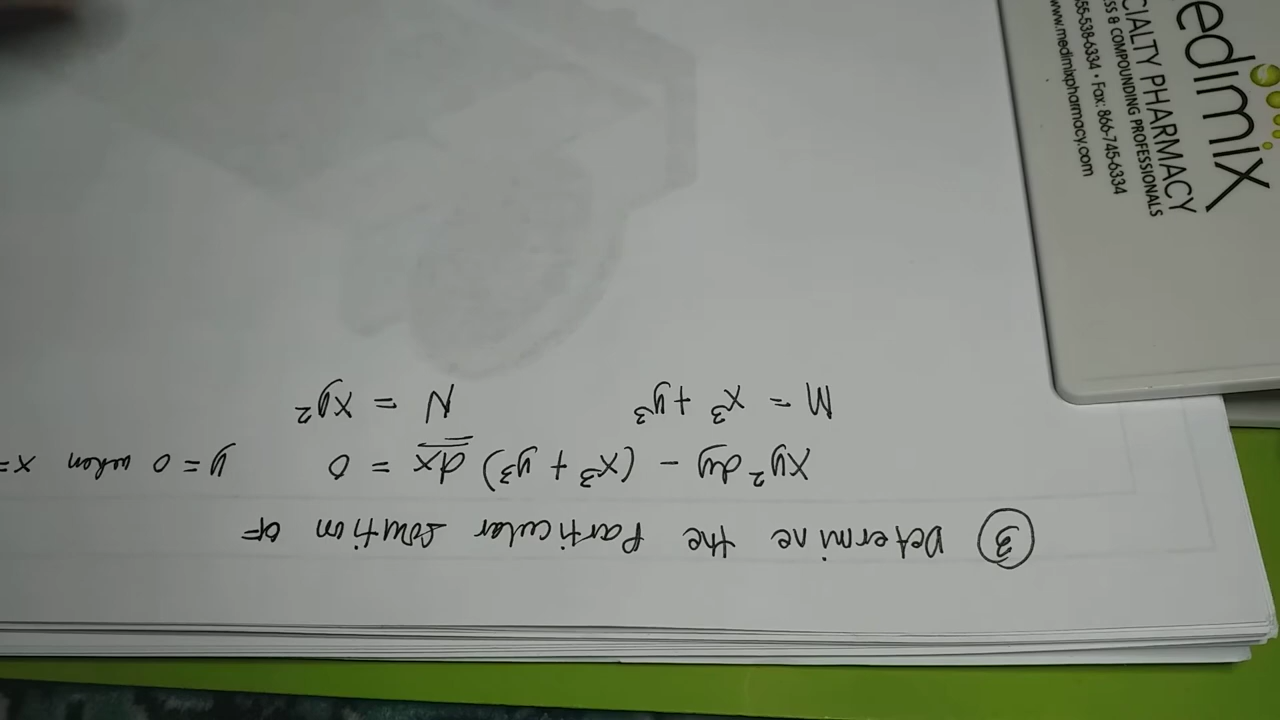 ③ Determine the Particular solution of
xy² dy - (x³ + y³) dx = 0 y = 0 when x =
M = x³ + y³ N = xy²
edimix
CIALTY PHARMACY
SS & COMPOUNDING PROFESSIONALS
55-538-6334 • Fax: 866-745-6334
www.medimixpharmacy.com